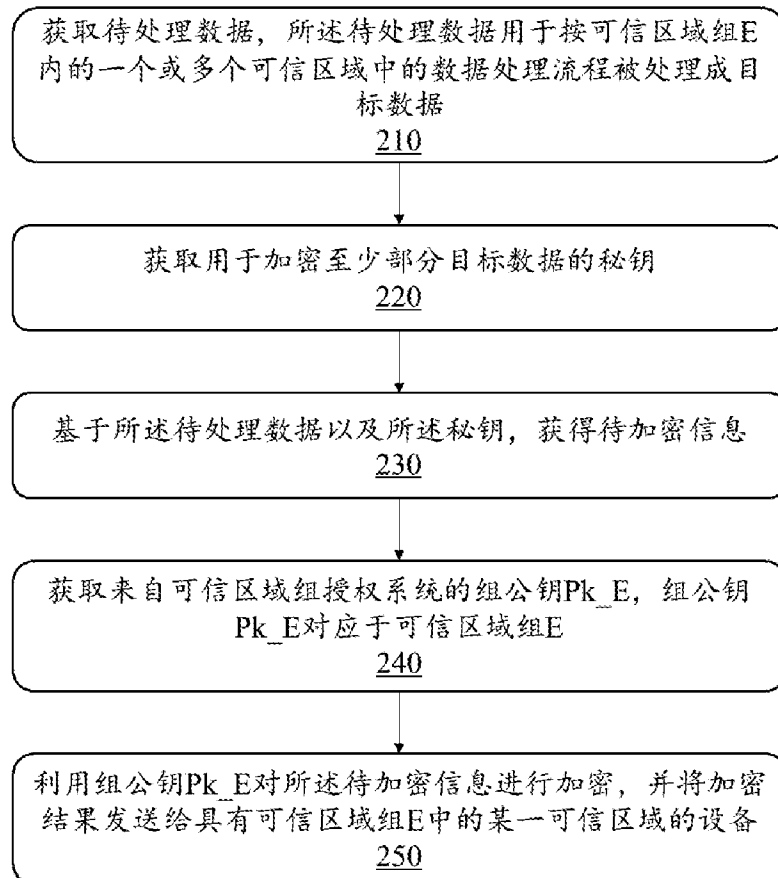 获取待处理数据，所述待处理数据用于按可信区域组E
内的一个或多个可信区域中的数据处理流程被处理成目
标数据
210
获取用于加密至少部分目标数据的秘钥
220
基于所述待处理数据以及所述秘钥，获得待加密信息
230
获取来自可信区域组授权系统的组公钥Pk_E，组公钥
Pk_E对应于可信区域组E
240
利用组公钥Pk_E对所述待加密信息进行加密，并将加密
结果发送给具有可信区域组E中的某一可信区域的设备
250